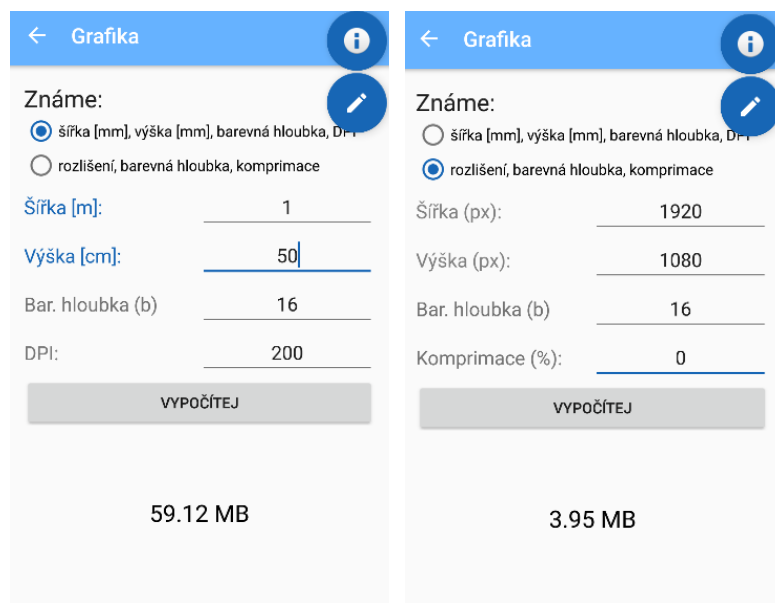 Grafika
Známe:
šířka [mm], výška [mm], barevná hloubka, DPI
rozlišení, barevná hloubka, komprimace
Šířka [m]: 1
Výška [cm]: 50
Bar. hloubka (b) 16
DPI: 200
VYPOČÍTEJ
59.12 MB
Grafika
Známe:
šířka [mm], výška [mm], barevná hloubka, DPI
rozlišení, barevná hloubka, komprimace
Šířka (px): 1920
Výška (px): 1080
Bar. hloubka (b) 16
Komprimace (%): 0
VYPOČÍTEJ
3.95 MB